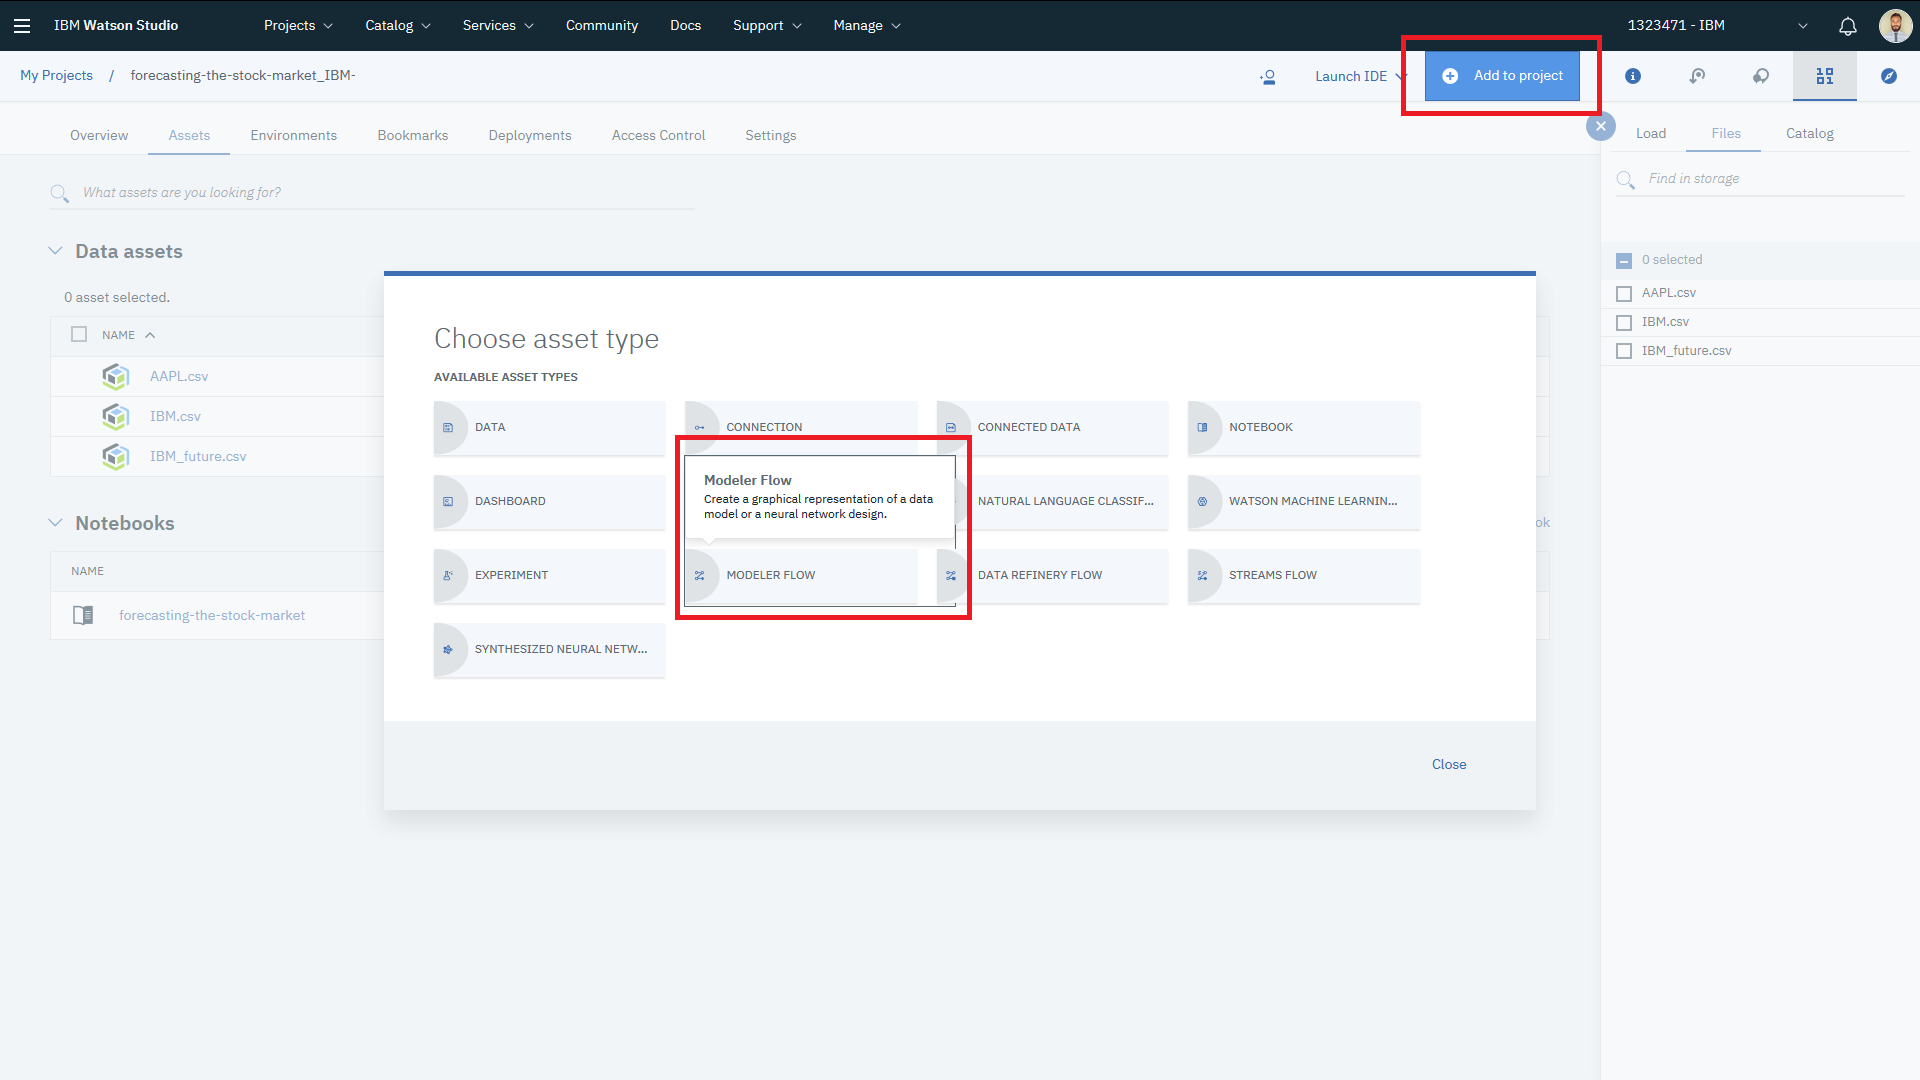 IBM Watson Studio
Projects
Catalog
Services
Community
Docs
Support
Manage
1323471 - IBM
My Projects / forecasting-the-stock-market_IBM-
Launch IDE
Add to project
Overview
Assets
Environments
Bookmarks
Deployments
Access Control
Settings
Load
Files
Catalog
What assets are you looking for?
Find in storage
Data assets
0 asset selected.
NAME
AAPL.csv
IBM.csv
IBM_future.csv
Notebooks
ok
NAME
forecasting-the-stock-market
0 selected
AAPL.csv
IBM.csv
IBM_future.csv
Choose asset type
AVAILABLE ASSET TYPES
DATA
CONNECTION
CONNECTED DATA
NOTEBOOK
DASHBOARD
Modeler Flow
Create a graphical representation of a data
model or a neural network design.
NATURAL LANGUAGE CLASSIF...
WATSON MACHINE LEARNIN...
EXPERIMENT
MODELER FLOW
DATA REFINERY FLOW
STREAMS FLOW
SYNTHESIZED NEURAL NETW...
Close